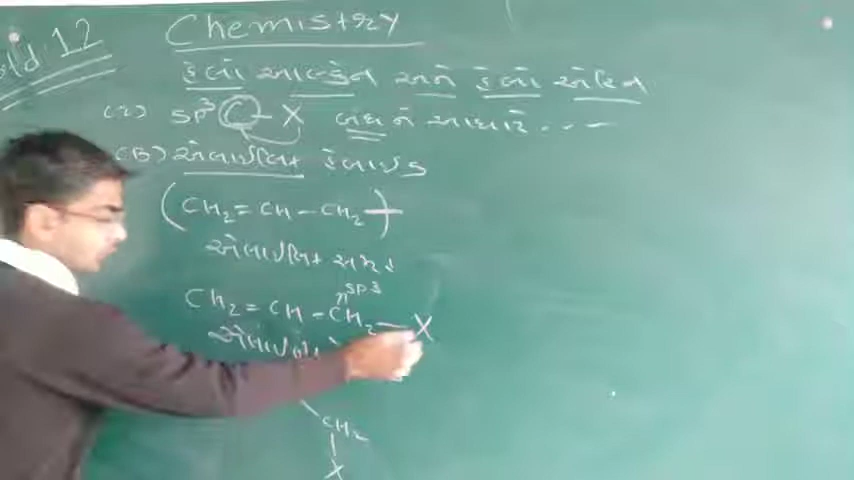 Std : 12
Chemistry
હેલો આલ્કેન અને હેલો એરિન
(2) SP³ C - X બંધ ને આધારે ...
(B) એલાઈલિક હેલાઈડ
(CH₂ = CH - CH₂)
એલાઈલિક સમૂહ
SP3
CH₂ = CH - CH₂ - X
CH₂
X